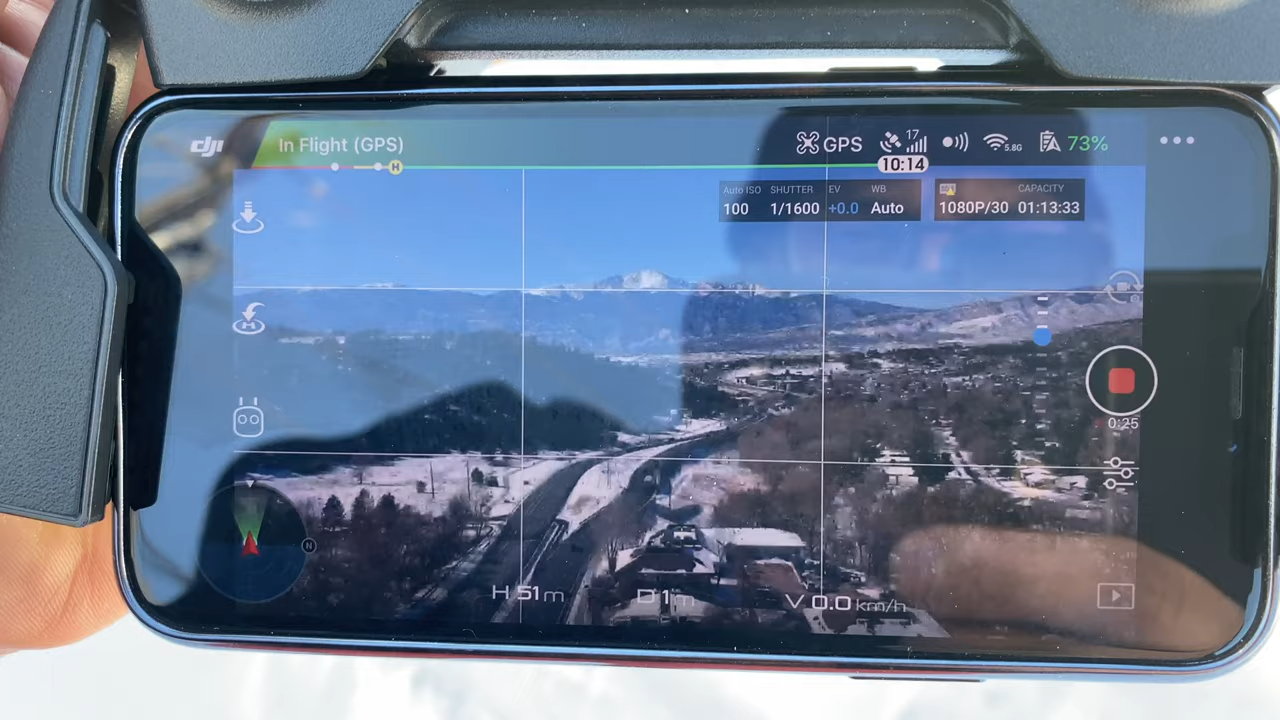 dji In Flight (GPS) GPS 17 5.8G 73%
H 10:14
Auto ISO SHUTTER EV WB CAPACITY
100 1/1600 +0.0 Auto 1080P/30 01:13:33
0:25
N
H 51m D 1m V 0.0 km/h